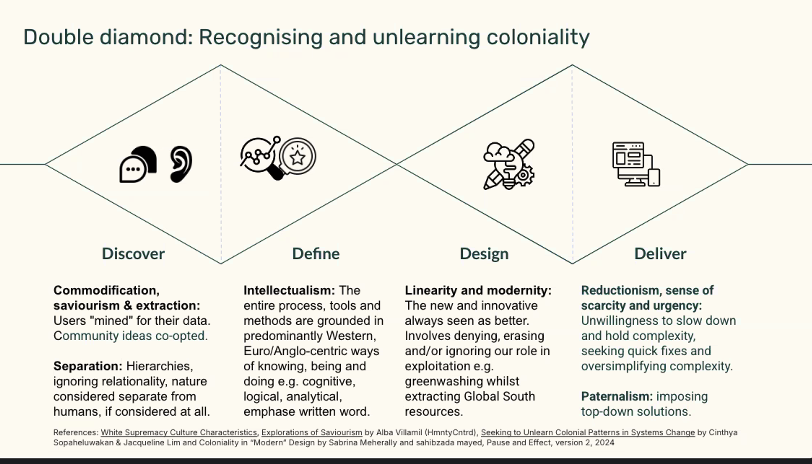 Double diamond: Recognising and unlearning coloniality
Discover
Define
Design
Deliver
Commodification,
saviourism & extraction:
Users "mined" for their data.
Community ideas co-opted.
Separation: Hierarchies,
ignoring relationality, nature
considered separate from
humans, if considered at all.
Intellectualism: The
entire process, tools and
methods are grounded in
predominantly Western,
Euro/Anglo-centric ways
of knowing, being and
doing e.g. cognitive,
logical, analytical,
emphase written word.
Linearity and modernity:
The new and innovative
always seen as better.
Involves denying, erasing
and/or ignoring our role in
exploitation e.g.
greenwashing whilst
extracting Global South
resources.
Reductionism, sense of
scarcity and urgency:
Unwillingness to slow down
and hold complexity,
seeking quick fixes and
oversimplifying complexity.
Paternalism: imposing
top-down solutions.
References: White Supremacy Culture Characteristics, Explorations of Saviourism by Alba Villamil (HmntyCntrd), Seeking to Unlearn Colonial Patterns in Systems Change by Cinthya
Sopaheluwakan & Jacqueline Lim and Coloniality in "Modern" Design by Sabrina Meherally and sahibzada mayed, Pause and Effect, version 2, 2024